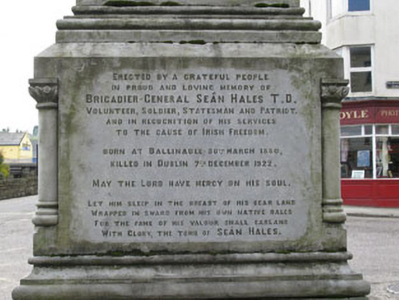 ERECTED BY A GRATEFUL PEOPLE
IN PROUD AND LOVING MEMORY OF
BRIGADIER-GENERAL SEÁN HALES T.D.
VOLUNTEER, SOLDIER, STATESMAN AND PATRIOT,
AND IN RECOGNITION OF HIS SERVICES
TO THE CAUSE OF IRISH FREEDOM.
BORN AT BALLINADEE 30TH MARCH 1880,
KILLED IN DUBLIN 7TH DECEMBER 1922.
MAY THE LORD HAVE MERCY ON HIS SOUL.
LET HIM SLEEP IN THE BREAST OF HIS DEAR LAND
WRAPPED IN SWARD FROM HIS OWN NATIVE DALES
FOR THE FAME OF HIS VALOUR SHALL GARLAND
WITH GLORY, THE TOMB OF SEÁN HALES.
OYLE